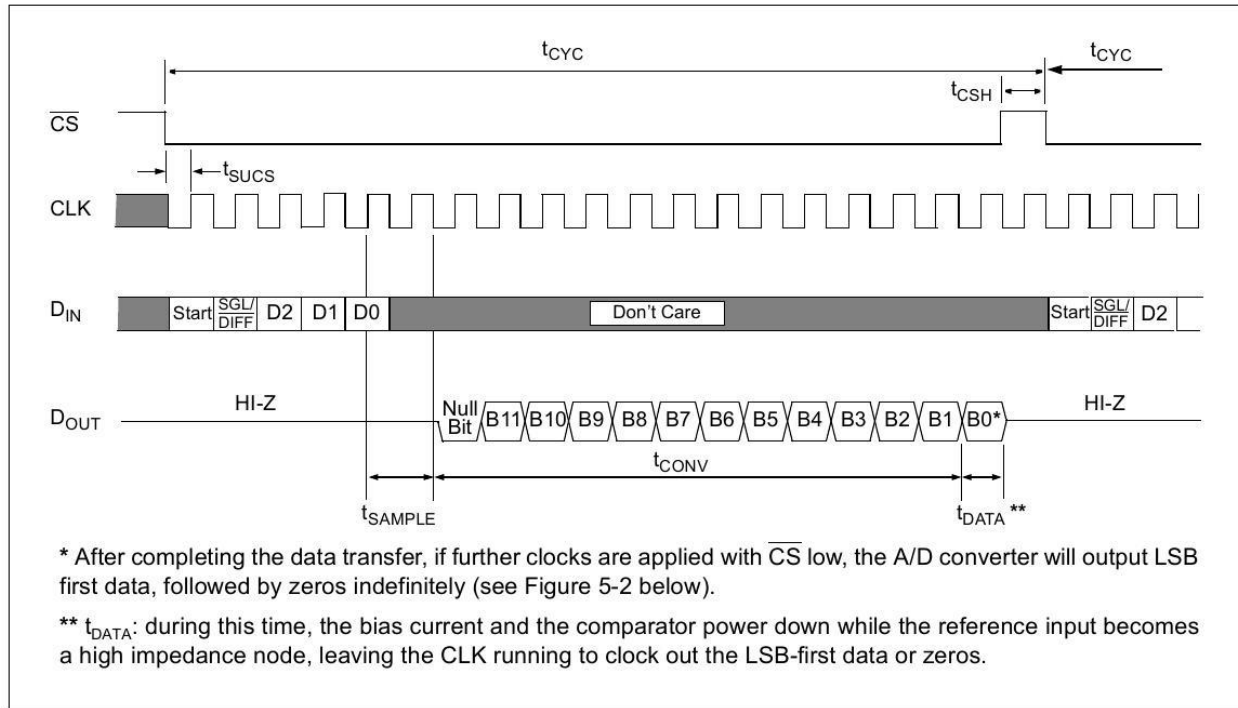 tCYC
tCYC
tCSH
CS
tSUCS
CLK
DIN
Start SGL/DIFF D2 D1 D0 Don't Care Start SGL/DIFF D2
DOUT
HI-Z Null Bit B11 B10 B9 B8 B7 B6 B5 B4 B3 B2 B1 B0* HI-Z
tCONV
tSAMPLE
tDATA **
* After completing the data transfer, if further clocks are applied with CS low, the A/D converter will output LSB
first data, followed by zeros indefinitely (see Figure 5-2 below).
** tDATA: during this time, the bias current and the comparator power down while the reference input becomes
a high impedance node, leaving the CLK running to clock out the LSB-first data or zeros.